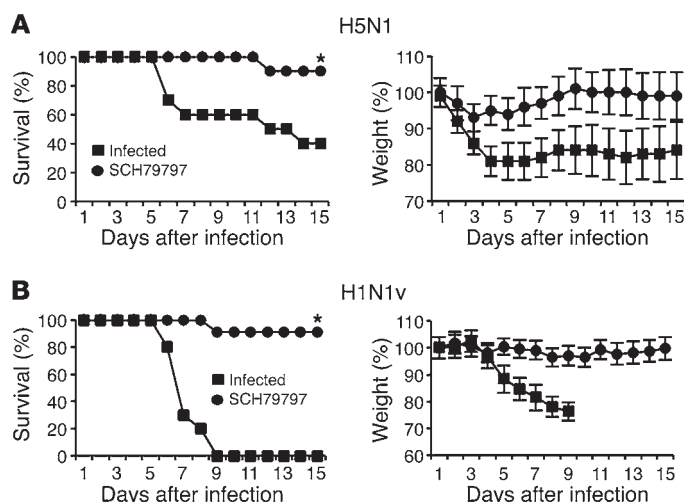 A
H5N1
Survival (%)
100
80
60
40
20
0
Infected
SCH79797
*
1 3 5 7 9 11 13 15
Days after infection
Weight (%)
110
100
90
80
70
1 3 5 7 9 11 13 15
Days after infection
B
H1N1v
Survival (%)
100
80
60
40
20
0
Infected
SCH79797
*
1 3 5 7 9 11 13 15
Days after infection
Weight (%)
110
100
90
80
70
60
1 3 5 7 9 11 13 15
Days after infection